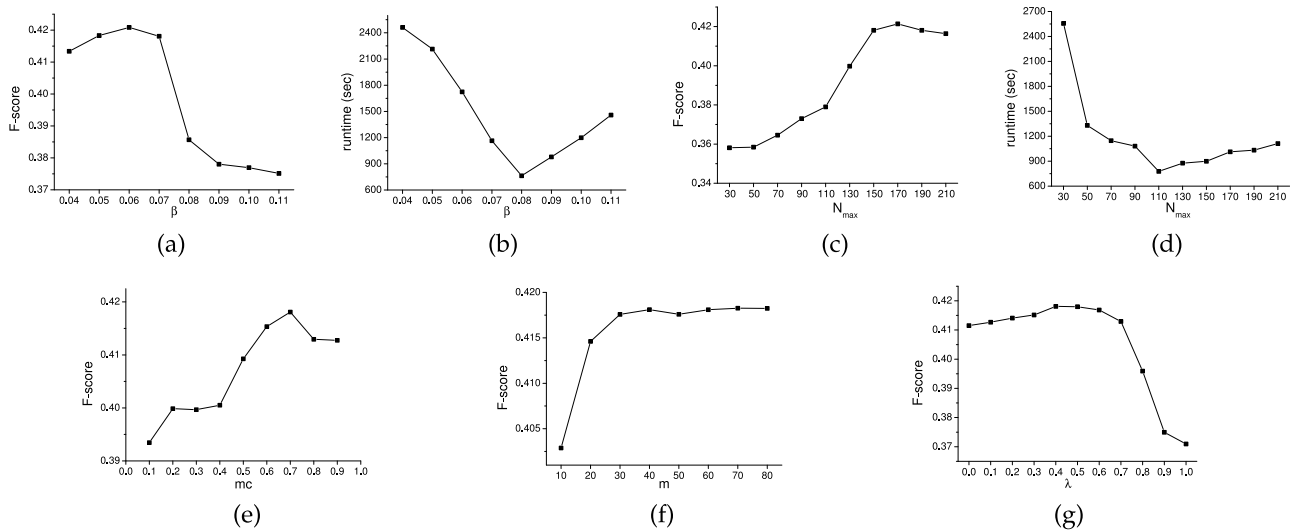 0.42
0.41
0.40
0.39
0.38
0.37
F-score
0.04 0.05 0.06 0.07 0.08 0.09 0.10 0.11
β
(a)
2400
2100
1800
1500
1200
900
600
runtime (sec)
0.04 0.05 0.06 0.07 0.08 0.09 0.10 0.11
β
(b)
0.42
0.40
0.38
0.36
0.34
F-score
30 50 70 90 110 130 150 170 190 210
Nmax
(c)
2700
2400
2100
1800
1500
1200
900
600
runtime (sec)
30 50 70 90 110 130 150 170 190 210
Nmax
(d)
0.42
0.41
0.40
0.39
F-score
0.0 0.1 0.2 0.3 0.4 0.5 0.6 0.7 0.8 0.9 1.0
mc
(e)
0.420
0.415
0.410
0.405
F-score
10 20 30 40 50 60 70 80
m
(f)
0.42
0.41
0.40
0.39
0.38
0.37
F-score
0.0 0.1 0.2 0.3 0.4 0.5 0.6 0.7 0.8 0.9 1.0
λ
(g)